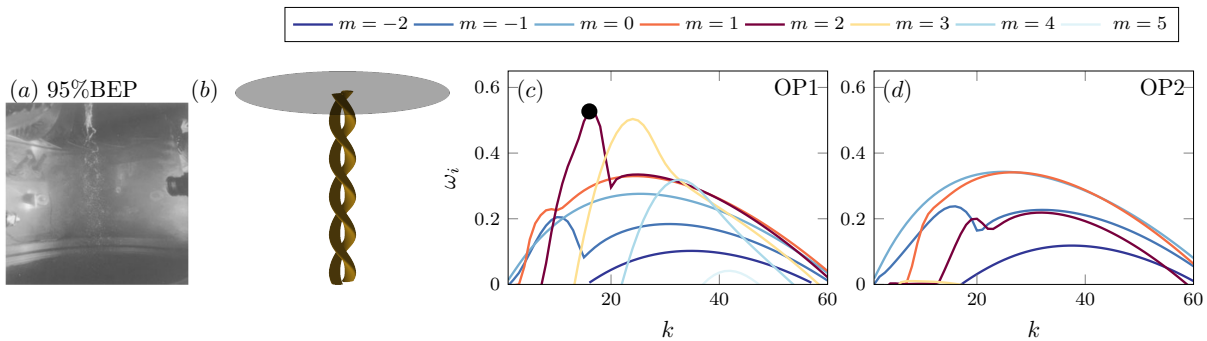 m = −2 m = −1 m = 0 m = 1 m = 2 m = 3 m = 4 m = 5
(a) 95%BEP
(b)
(c) OP1
0.6
0.4
0.2
0
20 40 60
k
ω_i
(d) OP2
0.6
0.4
0.2
0
20 40 60
k